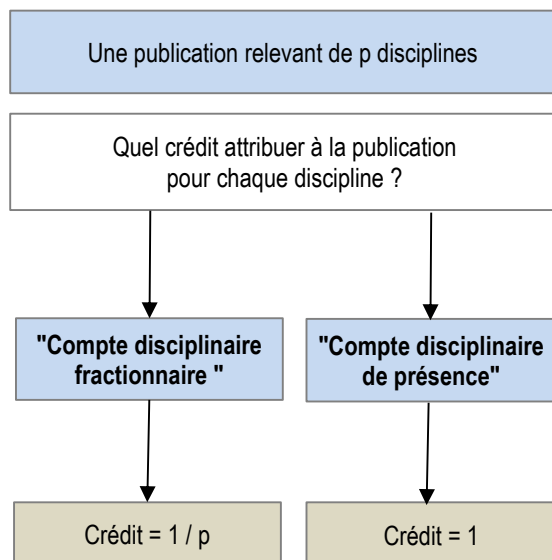 Une publication relevant de p disciplines
Quel crédit attribuer à la publication
pour chaque discipline ?
"Compte disciplinaire
fractionnaire "
"Compte disciplinaire
de présence"
Crédit = 1 / p
Crédit = 1